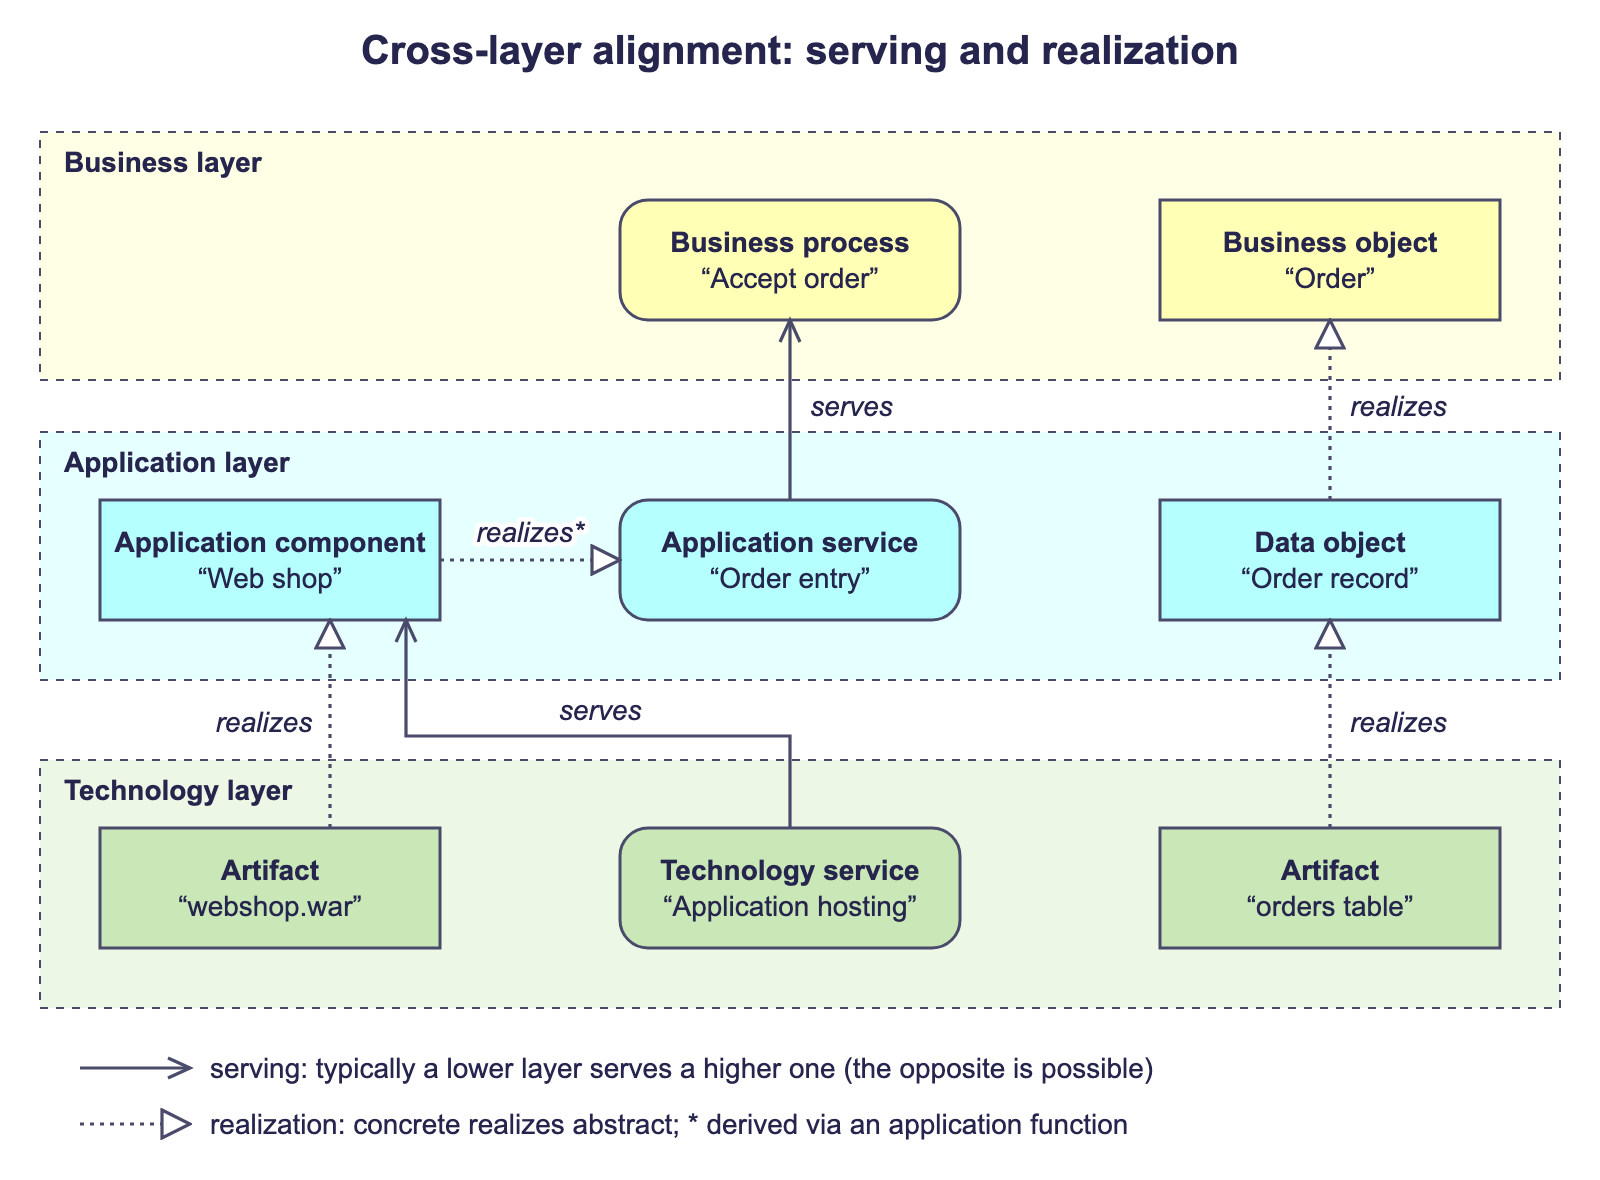 Cross-layer alignment: serving and realization
Business layer
Business process
“Accept order”
Business object
“Order”
serves
realizes
Application layer
Application component
“Web shop”
realizes*
Application service
“Order entry”
Data object
“Order record”
realizes
serves
realizes
Technology layer
Artifact
“webshop.war”
Technology service
“Application hosting”
Artifact
“orders table”
serving: typically a lower layer serves a higher one (the opposite is possible)
realization: concrete realizes abstract; * derived via an application function